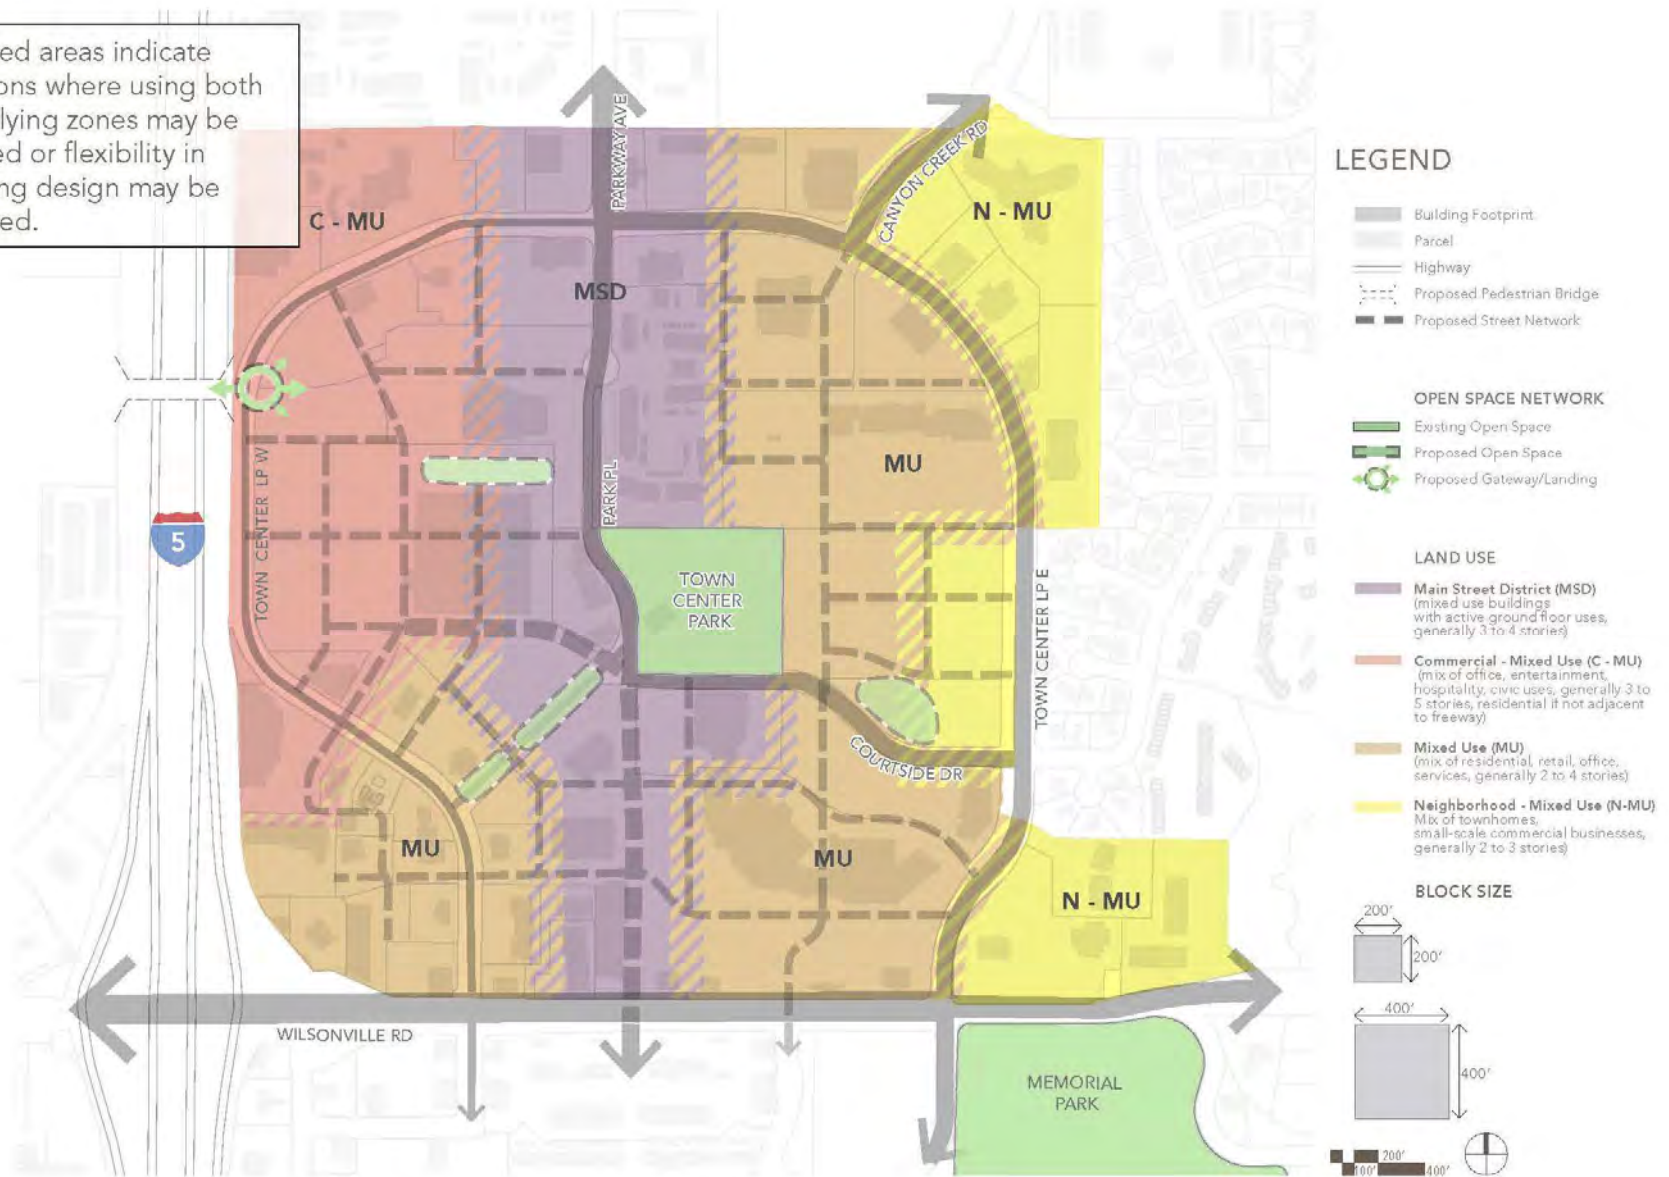 ed areas indicate
ons where using both
lying zones may be
ed or flexibility in
ng design may be
ed.
C - MU
PARKWAY AVE
CANYON CREEK RD
N - MU
MSD
MU
TOWN CENTER LP W
PARK PL
5
TOWN
CENTER
PARK
TOWN CENTER LP E
COURTSIDE DR
MU
MU
N - MU
WILSONVILLE RD
MEMORIAL
PARK
LEGEND
Building Footprint
Parcel
Highway
Proposed Pedestrian Bridge
Proposed Street Network
OPEN SPACE NETWORK
Existing Open Space
Proposed Open Space
Proposed Gateway/Landing
LAND USE
Main Street District (MSD)
(mixed use buildings
with active ground floor uses,
generally 3 to 4 stories)
Commercial - Mixed Use (C - MU)
(mix of office, entertainment,
hospitality, civic uses, generally 3 to
5 stories, residential if not adjacent
to freeway)
Mixed Use (MU)
(mix of residential, retail, office,
services, generally 2 to 4 stories)
Neighborhood - Mixed Use (N-MU)
Mix of townhomes,
small-scale commercial businesses,
generally 2 to 3 stories)
BLOCK SIZE
200'
200'
400'
400'
200'
100' 400'